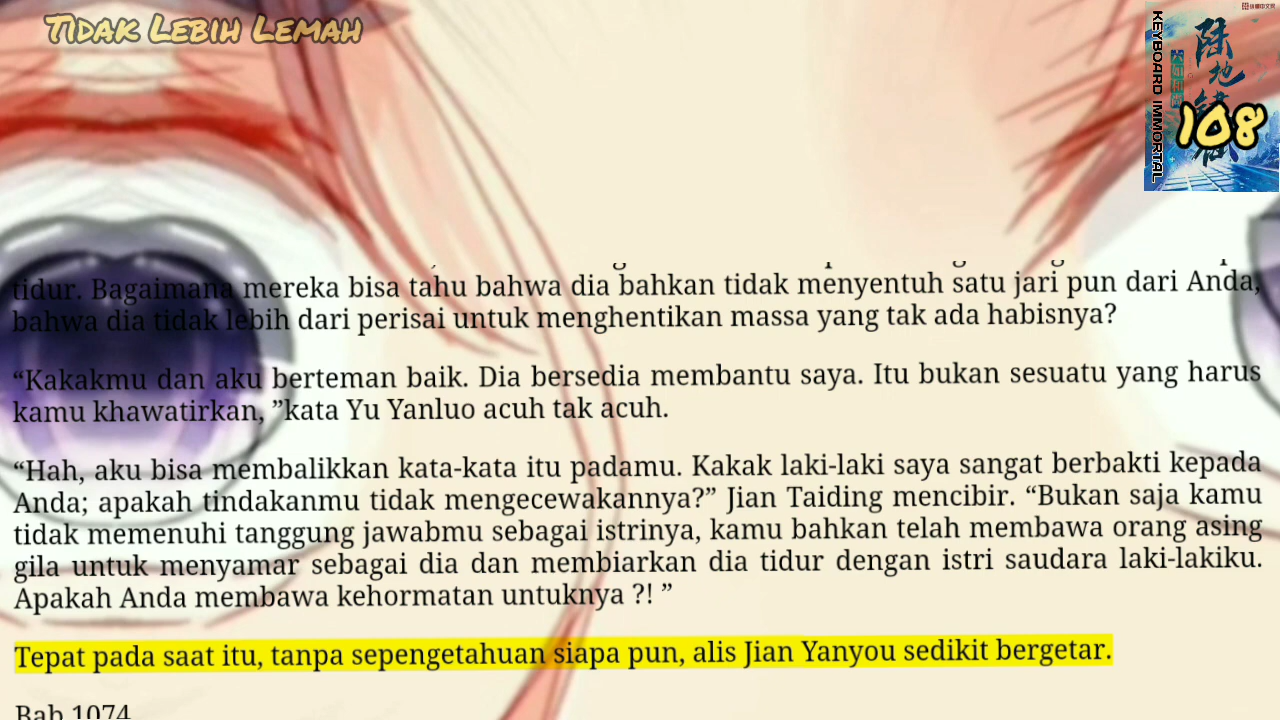 Tidak Lebih Lemah
KEYBOARD IMMORTAL
108
tidur. Bagaimana mereka bisa tahu bahwa dia bahkan tidak menyentuh satu jari pun dari Anda,
bahwa dia tidak lebih dari perisai untuk menghentikan massa yang tak ada habisnya?
“Kakakmu dan aku berteman baik. Dia bersedia membantu saya. Itu bukan sesuatu yang harus
kamu khawatirkan, ”kata Yu Yanluo acuh tak acuh.
“Hah, aku bisa membalikkan kata-kata itu padamu. Kakak laki-laki saya sangat berbakti kepada
Anda; apakah tindakanmu tidak mengecewakannya?” Jian Taiding mencibir. “Bukan saja kamu
tidak memenuhi tanggung jawabmu sebagai istrinya, kamu bahkan telah membawa orang asing
gila untuk menyamar sebagai dia dan membiarkan dia tidur dengan istri saudara laki-lakiku.
Apakah Anda membawa kehormatan untuknya ?! ”
Tepat pada saat itu, tanpa sepengetahuan siapa pun, alis Jian Yanyou sedikit bergetar.
Bab 1074